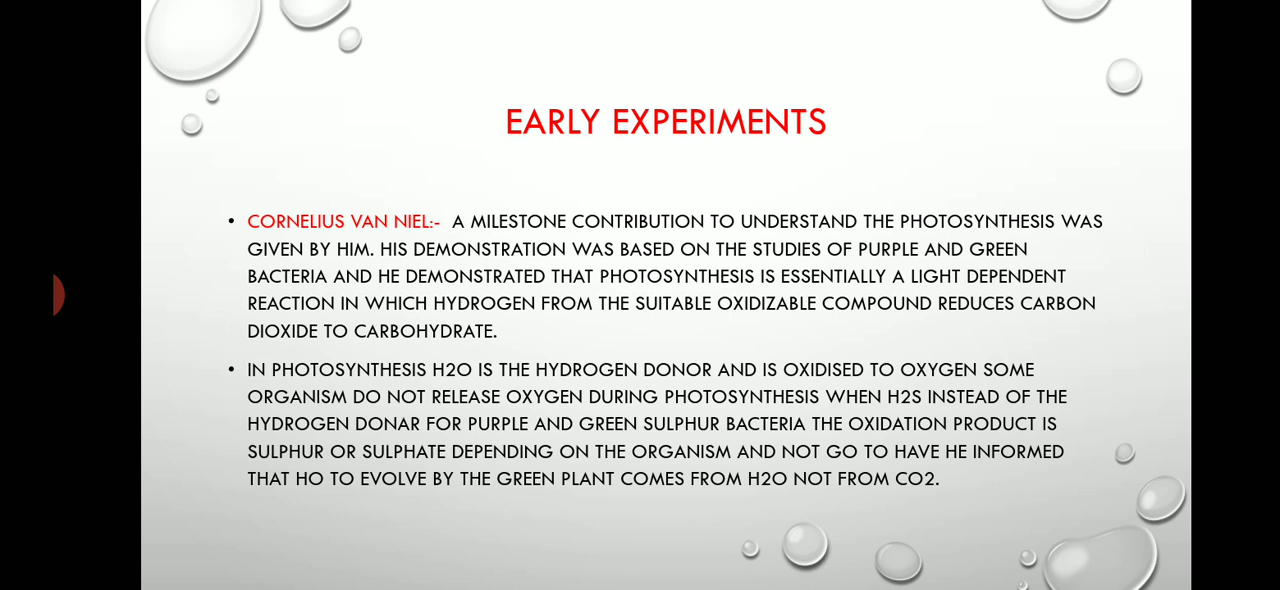 EARLY EXPERIMENTS
• CORNELIUS VAN NIEL:- A MILESTONE CONTRIBUTION TO UNDERSTAND THE PHOTOSYNTHESIS WAS
GIVEN BY HIM. HIS DEMONSTRATION WAS BASED ON THE STUDIES OF PURPLE AND GREEN
BACTERIA AND HE DEMONSTRATED THAT PHOTOSYNTHESIS IS ESSENTIALLY A LIGHT DEPENDENT
REACTION IN WHICH HYDROGEN FROM THE SUITABLE OXIDIZABLE COMPOUND REDUCES CARBON
DIOXIDE TO CARBOHYDRATE.
• IN PHOTOSYNTHESIS H2O IS THE HYDROGEN DONOR AND IS OXIDISED TO OXYGEN SOME
ORGANISM DO NOT RELEASE OXYGEN DURING PHOTOSYNTHESIS WHEN H2S INSTEAD OF THE
HYDROGEN DONAR FOR PURPLE AND GREEN SULPHUR BACTERIA THE OXIDATION PRODUCT IS
SULPHUR OR SULPHATE DEPENDING ON THE ORGANISM AND NOT GO TO HAVE HE INFORMED
THAT HO TO EVOLVE BY THE GREEN PLANT COMES FROM H2O NOT FROM CO2.